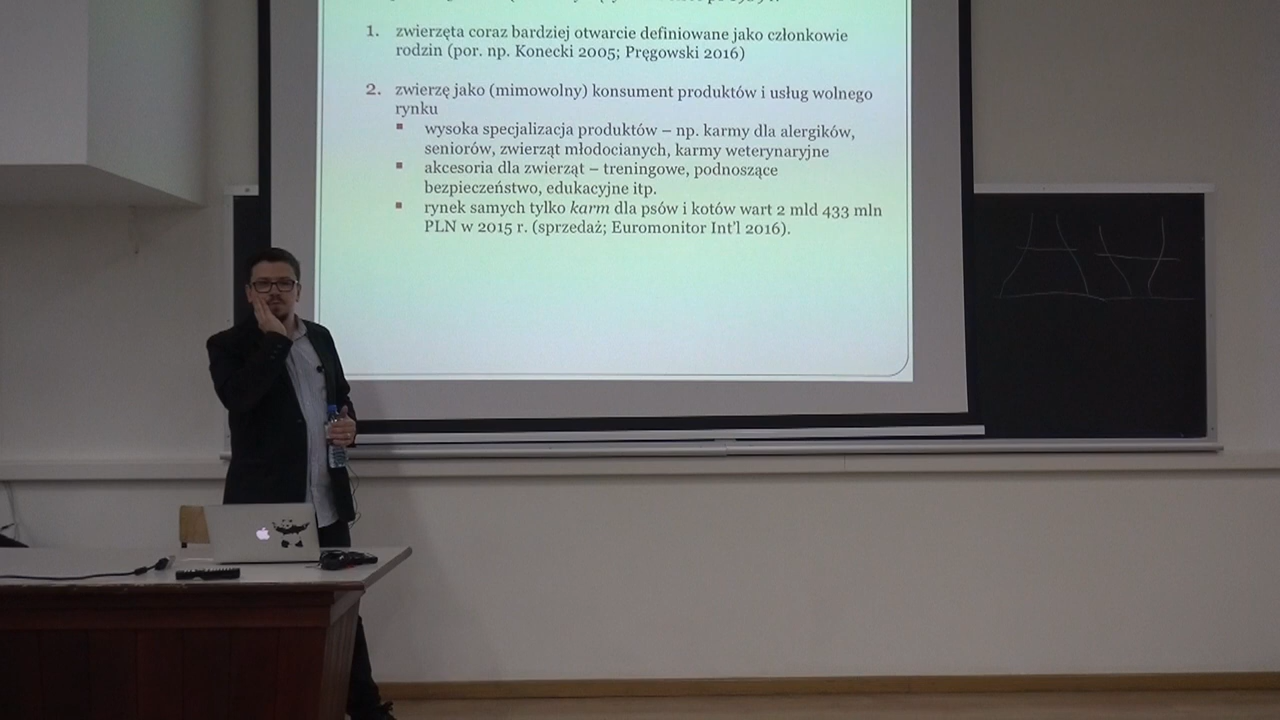 1. zwierzęta coraz bardziej otwarcie definiowane jako członkowie
rodzin (por. np. Konecki 2005; Pręgowski 2016)
2. zwierzę jako (mimowolny) konsument produktów i usług wolnego
rynku
▪ wysoka specjalizacja produktów – np. karmy dla alergików,
seniorów, zwierząt młodocianych, karmy weterynaryjne
▪ akcesoria dla zwierząt – treningowe, podnoszące
bezpieczeństwo, edukacyjne itp.
▪ rynek samych tylko karm dla psów i kotów wart 2 mld 433 mln
PLN w 2015 r. (sprzedaż; Euromonitor Int'l 2016).